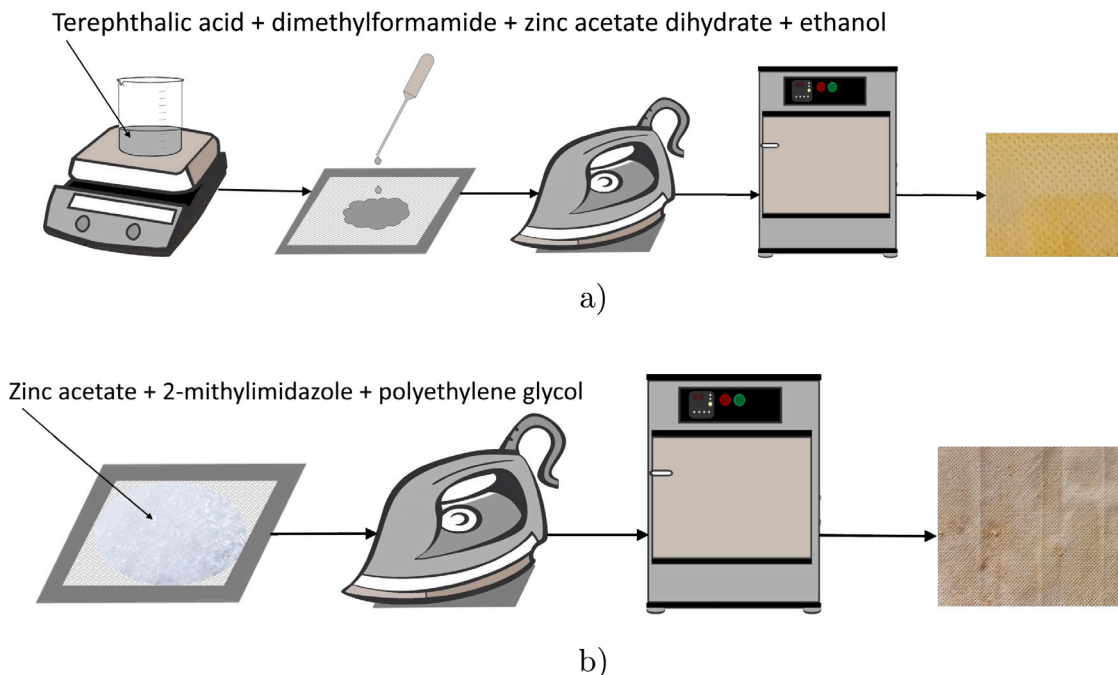 Terephthalic acid + dimethylformamide + zinc acetate dihydrate + ethanol
a)
Zinc acetate + 2-mithylimidazole + polyethylene glycol
b)